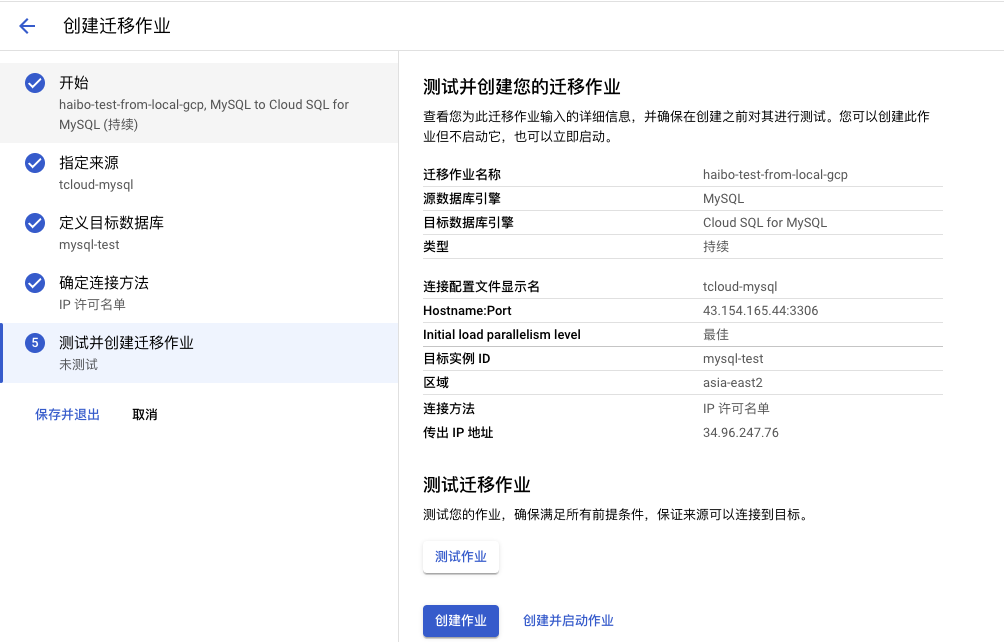 创建迁移作业
开始
haibo-test-from-local-gcp, MySQL to Cloud SQL for
MySQL (持续)
指定来源
tcloud-mysql
定义目标数据库
mysql-test
确定连接方法
IP 许可名单
5
测试并创建迁移作业
未测试
保存并退出 取消
测试并创建您的迁移作业
查看您为此迁移作业输入的详细信息，并确保在创建之前对其进行测试。您可以创建此作
业但不启动它，也可以立即启动。
迁移作业名称 haibo-test-from-local-gcp
源数据库引擎 MySQL
目标数据库引擎 Cloud SQL for MySQL
类型 持续
连接配置文件显示名 tcloud-mysql
Hostname:Port 43.154.165.44:3306
Initial load parallelism level 最佳
目标实例 ID mysql-test
区域 asia-east2
连接方法 IP 许可名单
传出 IP 地址 34.96.247.76
测试迁移作业
测试您的作业，确保满足所有前提条件，保证来源可以连接到目标。
测试作业
创建作业 创建并启动作业